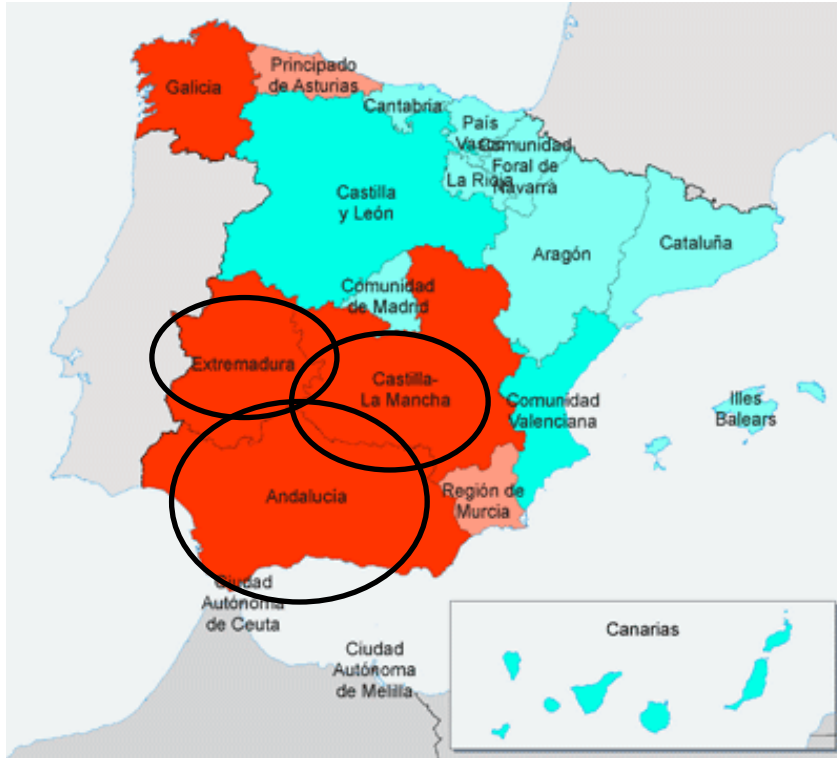 Galicia
Principado
de Asturias
Cantabria
País
Vasco
Comunidad
Foral de
Navarra
La Rioja
Castilla
y León
Aragón
Cataluña
Comunidad
de Madrid
Extremadura
Castilla-
La Mancha
Comunidad
Valenciana
Illes
Balears
Andalucía
Región de
Murcia
Ciudad
Autónoma
de Ceuta
Ciudad
Autónoma
de Melilla
Canarias